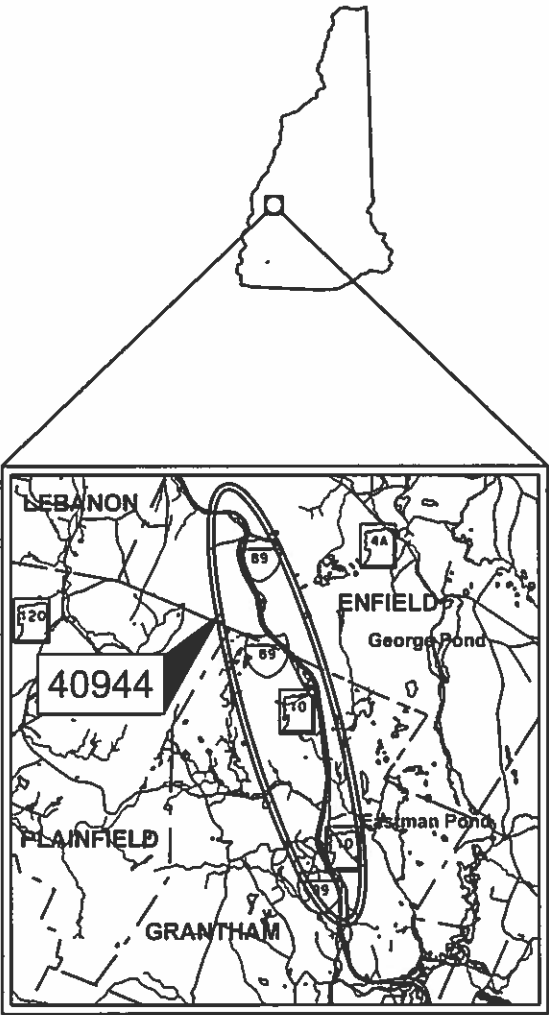 LEBANON
89
4A
120
ENFIELD
George Pond
89
40944
10
Eastman Pond
PLAINFIELD
10
89
GRANTHAM